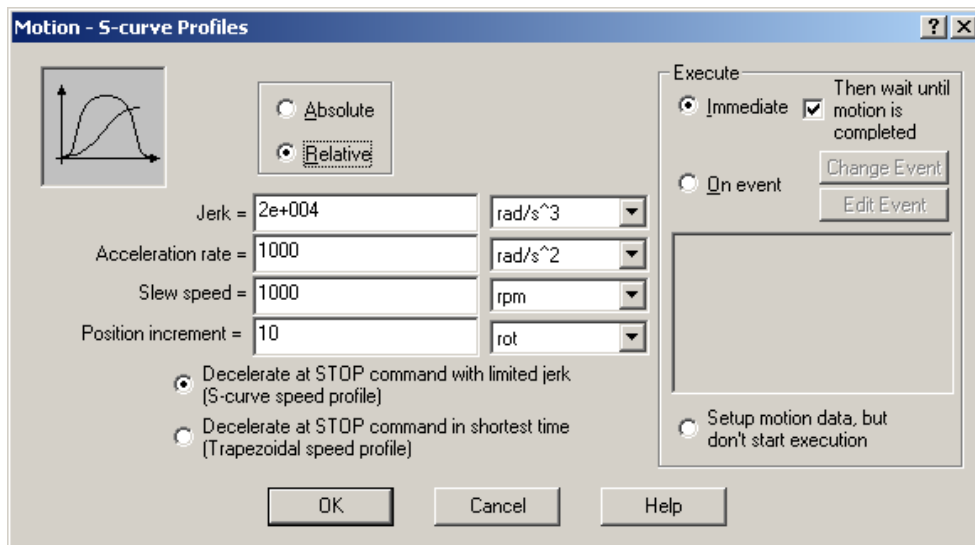 Motion - S-curve Profiles
Absolute
Relative
Jerk = 2e+004 rad/s^3
Acceleration rate = 1000 rad/s^2
Slew speed = 1000 rpm
Position increment = 10 rot
Decelerate at STOP command with limited jerk
(S-curve speed profile)
Decelerate at STOP command in shortest time
(Trapezoidal speed profile)
Execute
Immediate
Then wait until
motion is
completed
On event
Change Event
Edit Event
Setup motion data, but
don't start execution
OK Cancel Help